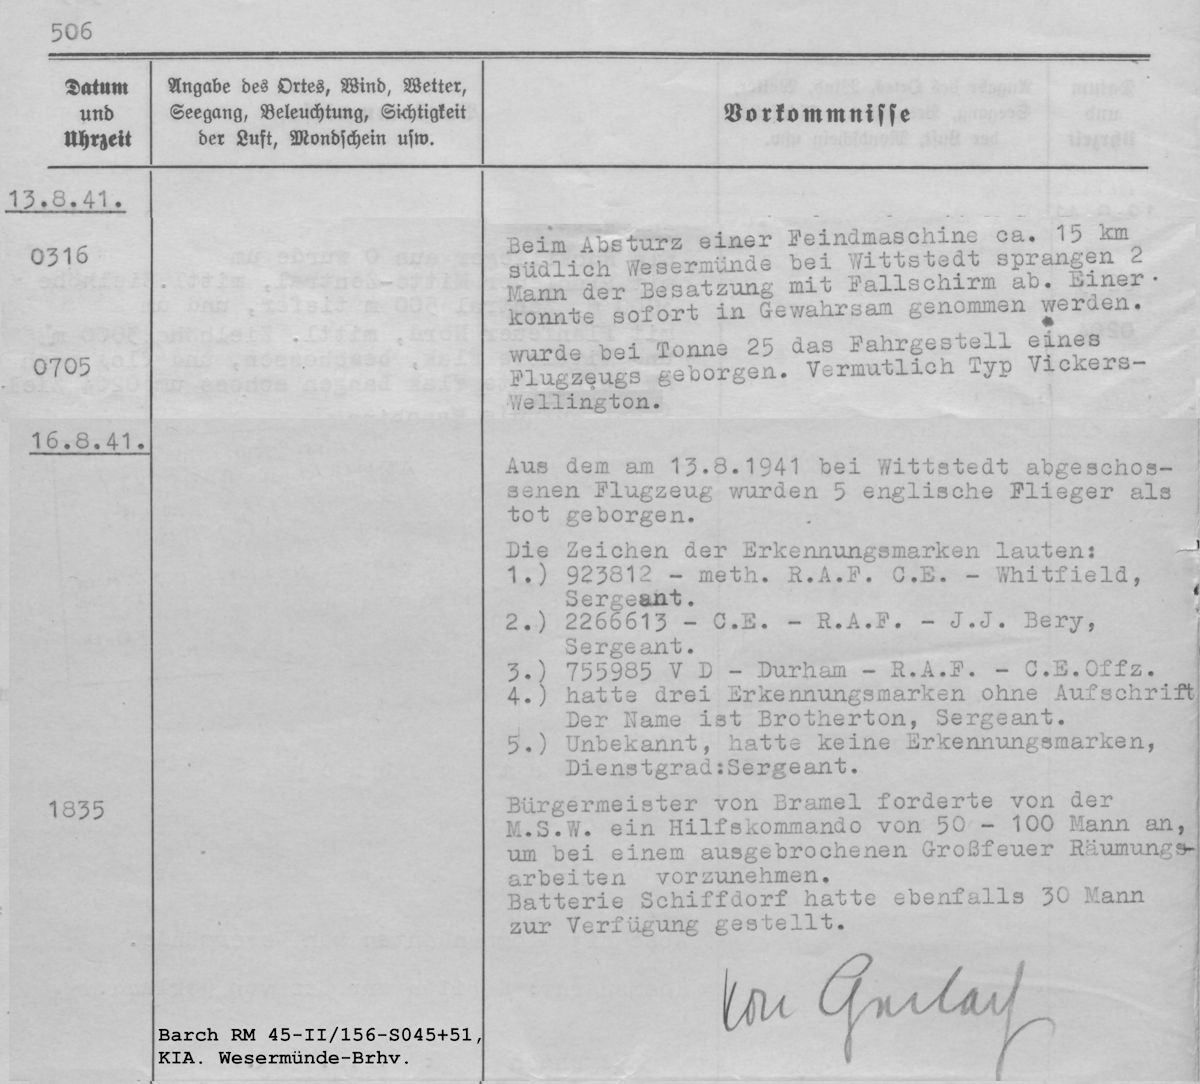 506
Datum
und
Uhrzeit
Angabe des Ortes, Wind, Wetter,
Seegang, Beleuchtung, Sichtigkeit
der Luft, Mondschein usw.
Vorkommnisse
13.8.41.
0316
Beim Absturz einer Feindmaschine ca. 15 km
südlich Wesermünde bei Wittstedt sprangen 2
Mann der Besatzung mit Fallschirm ab. Einer
konnte sofort in Gewahrsam genommen werden.
0705
wurde bei Tonne 25 das Fahrgestell eines
Flugzeugs geborgen. Vermutlich Typ Vickers-
Wellington.
16.8.41.
Aus dem am 13.8.1941 bei Wittstedt abgeschos-
senen Flugzeug wurden 5 englische Flieger als
tot geborgen.
Die Zeichen der Erkennungsmarken lauten:
1.) 923812 - meth. R.A.F. C.E. - Whitfield,
Sergeant.
2.) 2266613 - C.E. - R.A.F. - J.J. Bery,
Sergeant.
3.) 755985 V D - Durham - R.A.F. - C.E.Offz.
4.) hatte drei Erkennungsmarken ohne Aufschrift
Der Name ist Brotherton, Sergeant.
5.) Unbekannt, hatte keine Erkennungsmarken,
Dienstgrad:Sergeant.
1835
Bürgermeister von Bramel forderte von der
M.S.W. ein Hilfskommando von 50 - 100 Mann an,
um bei einem ausgebrochenen Großfeuer Räumungs-
arbeiten vorzunehmen.
Batterie Schiffdorf hatte ebenfalls 30 Mann
zur Verfügung gestellt.
von Gerlach
Barch RM 45-II/156-S045+51,
KIA. Wesermünde-Brhv.